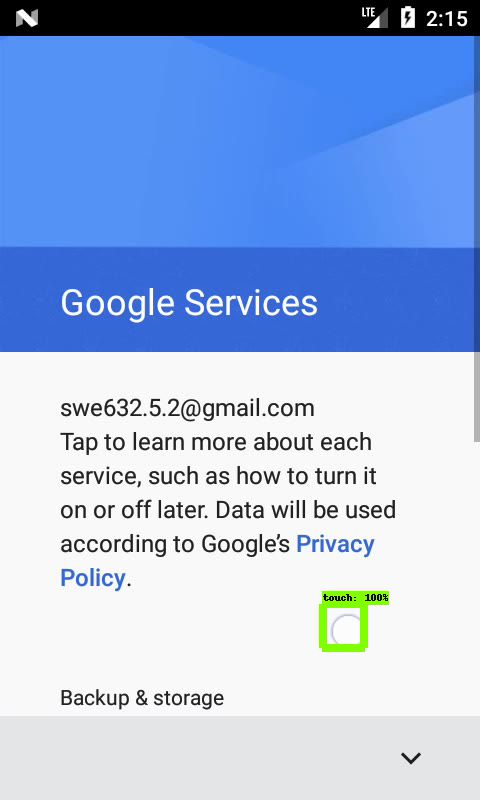 LTE 2:15
Google Services
swe632.5.2@gmail.com
Tap to learn more about each
service, such as how to turn it
on or off later. Data will be used
according to Google's Privacy
Policy.
touch: 100%
Backup & storage